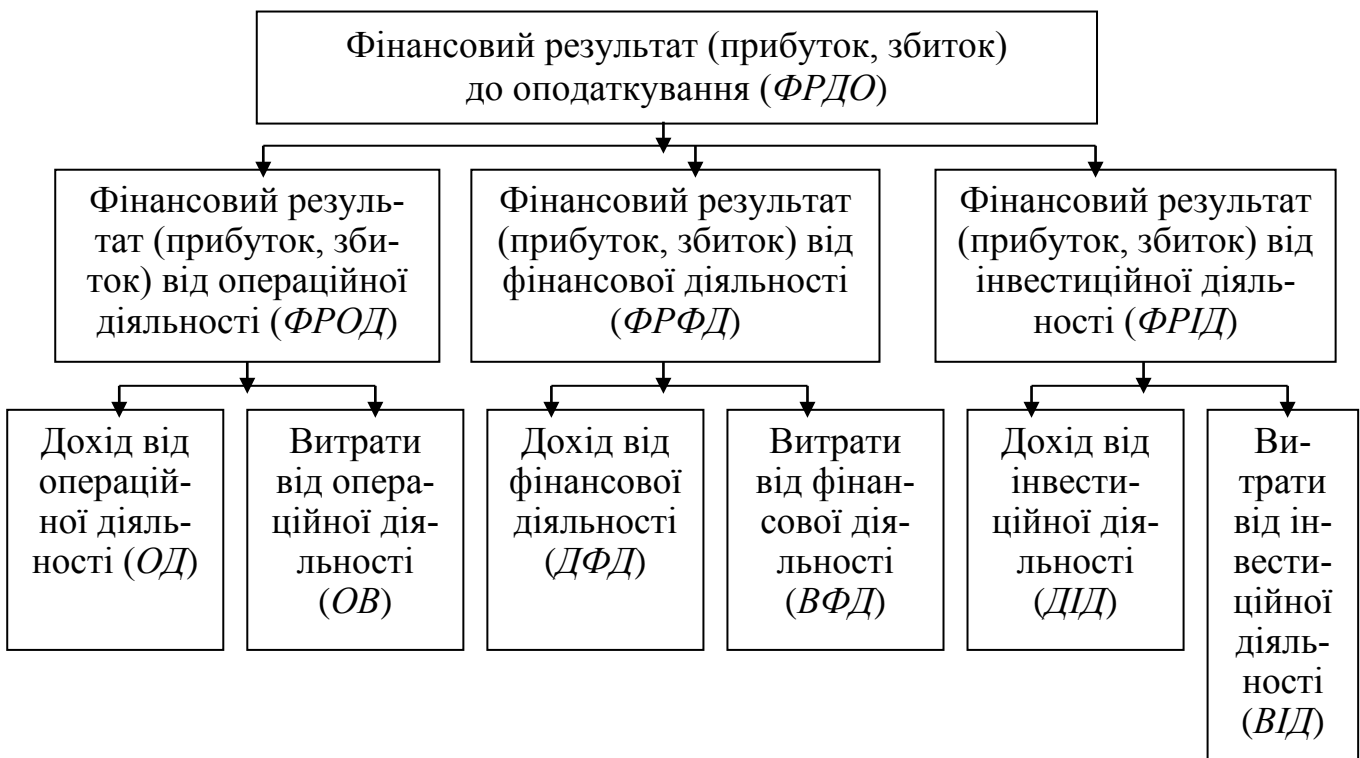 Фінансовий результат (прибуток, збиток)
до оподаткування (ФРДО)
Фінансовий резуль-
тат (прибуток, зби-
ток) від операційної
діяльності (ФРОД)
Фінансовий результат
(прибуток, збиток) від
фінансової діяльності
(ФРФД)
Фінансовий результат
(прибуток, збиток) від
інвестиційної діяль-
ності (ФРІД)
Дохід від
операцій-
ної діяль-
ності (ОД)
Витрати
від опера-
ційної дія-
льності
(ОВ)
Дохід від
фінансової
діяльності
(ДФД)
Витрати
від фінан-
сової дія-
льності
(ВФД)
Дохід від
інвести-
ційної дія-
льності
(ДІД)
Ви-
трати
від ін-
вести-
ційної
діяль-
ності
(ВІД)